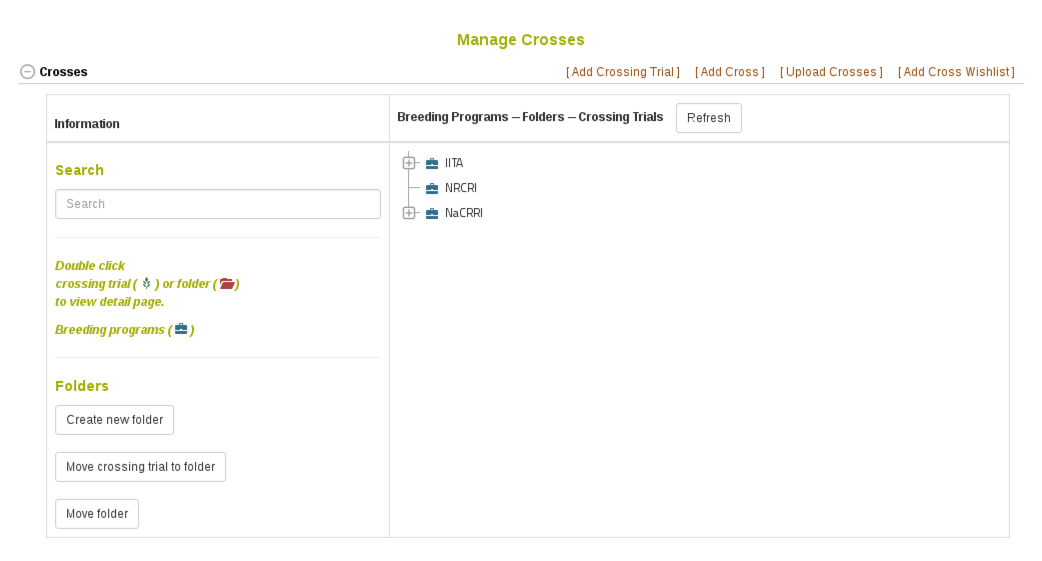 Manage Crosses
Crosses
[ Add Crossing Trial ] [ Add Cross ] [ Upload Crosses ] [ Add Cross Wishlist ]
Information
Breeding Programs – Folders – Crossing Trials
Refresh
Search
Search
Double click
crossing trial ( ) or folder ( )
to view detail page.
Breeding programs ( )
Folders
Create new folder
Move crossing trial to folder
Move folder
IITA
NRCRI
NaCRRI